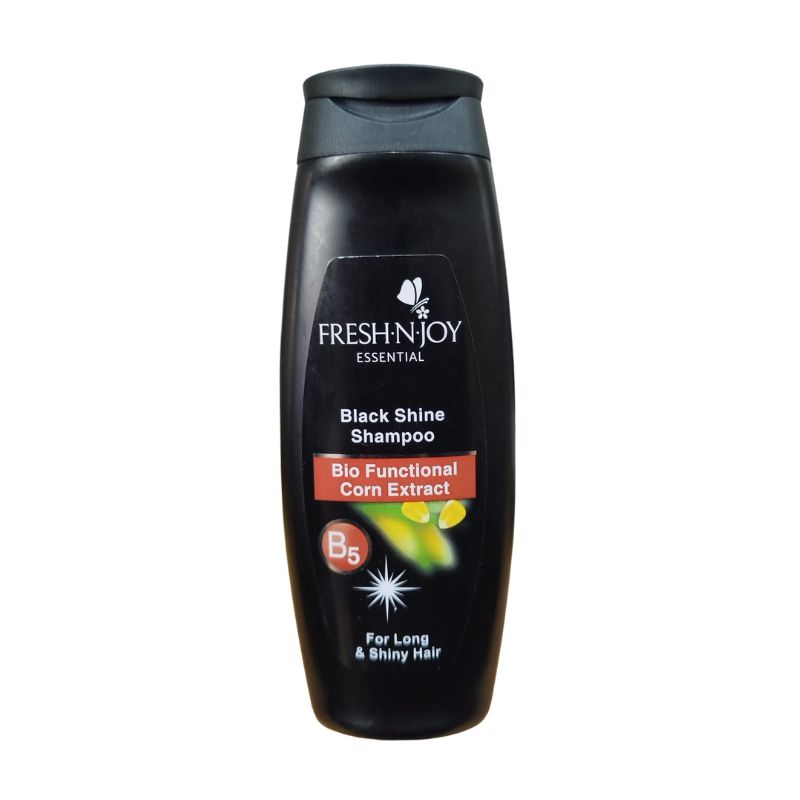 FRESH·N·JOY
ESSENTIAL
Black Shine
Shampoo
Bio Functional
Corn Extract
B5
For Long
& Shiny Hair